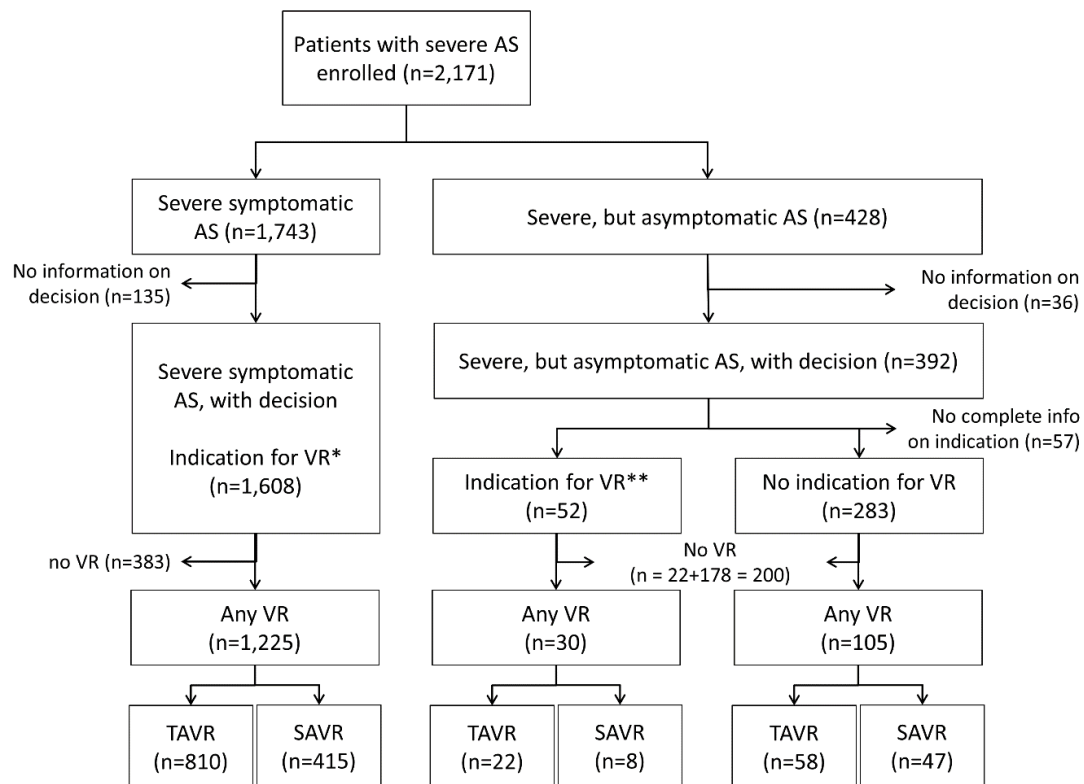 Patients with severe AS
enrolled (n=2,171)
Severe symptomatic
AS (n=1,743)
Severe, but asymptomatic AS (n=428)
No information on
decision (n=135)
No information on
decision (n=36)
Severe symptomatic
AS, with decision
Indication for VR*
(n=1,608)
Severe, but asymptomatic AS, with decision (n=392)
No complete info
on indication (n=57)
Indication for VR**
(n=52)
No indication for VR
(n=283)
no VR (n=383)
No VR
(n = 22+178 = 200)
Any VR
(n=1,225)
Any VR
(n=30)
Any VR
(n=105)
TAVR
(n=810)
SAVR
(n=415)
TAVR
(n=22)
SAVR
(n=8)
TAVR
(n=58)
SAVR
(n=47)